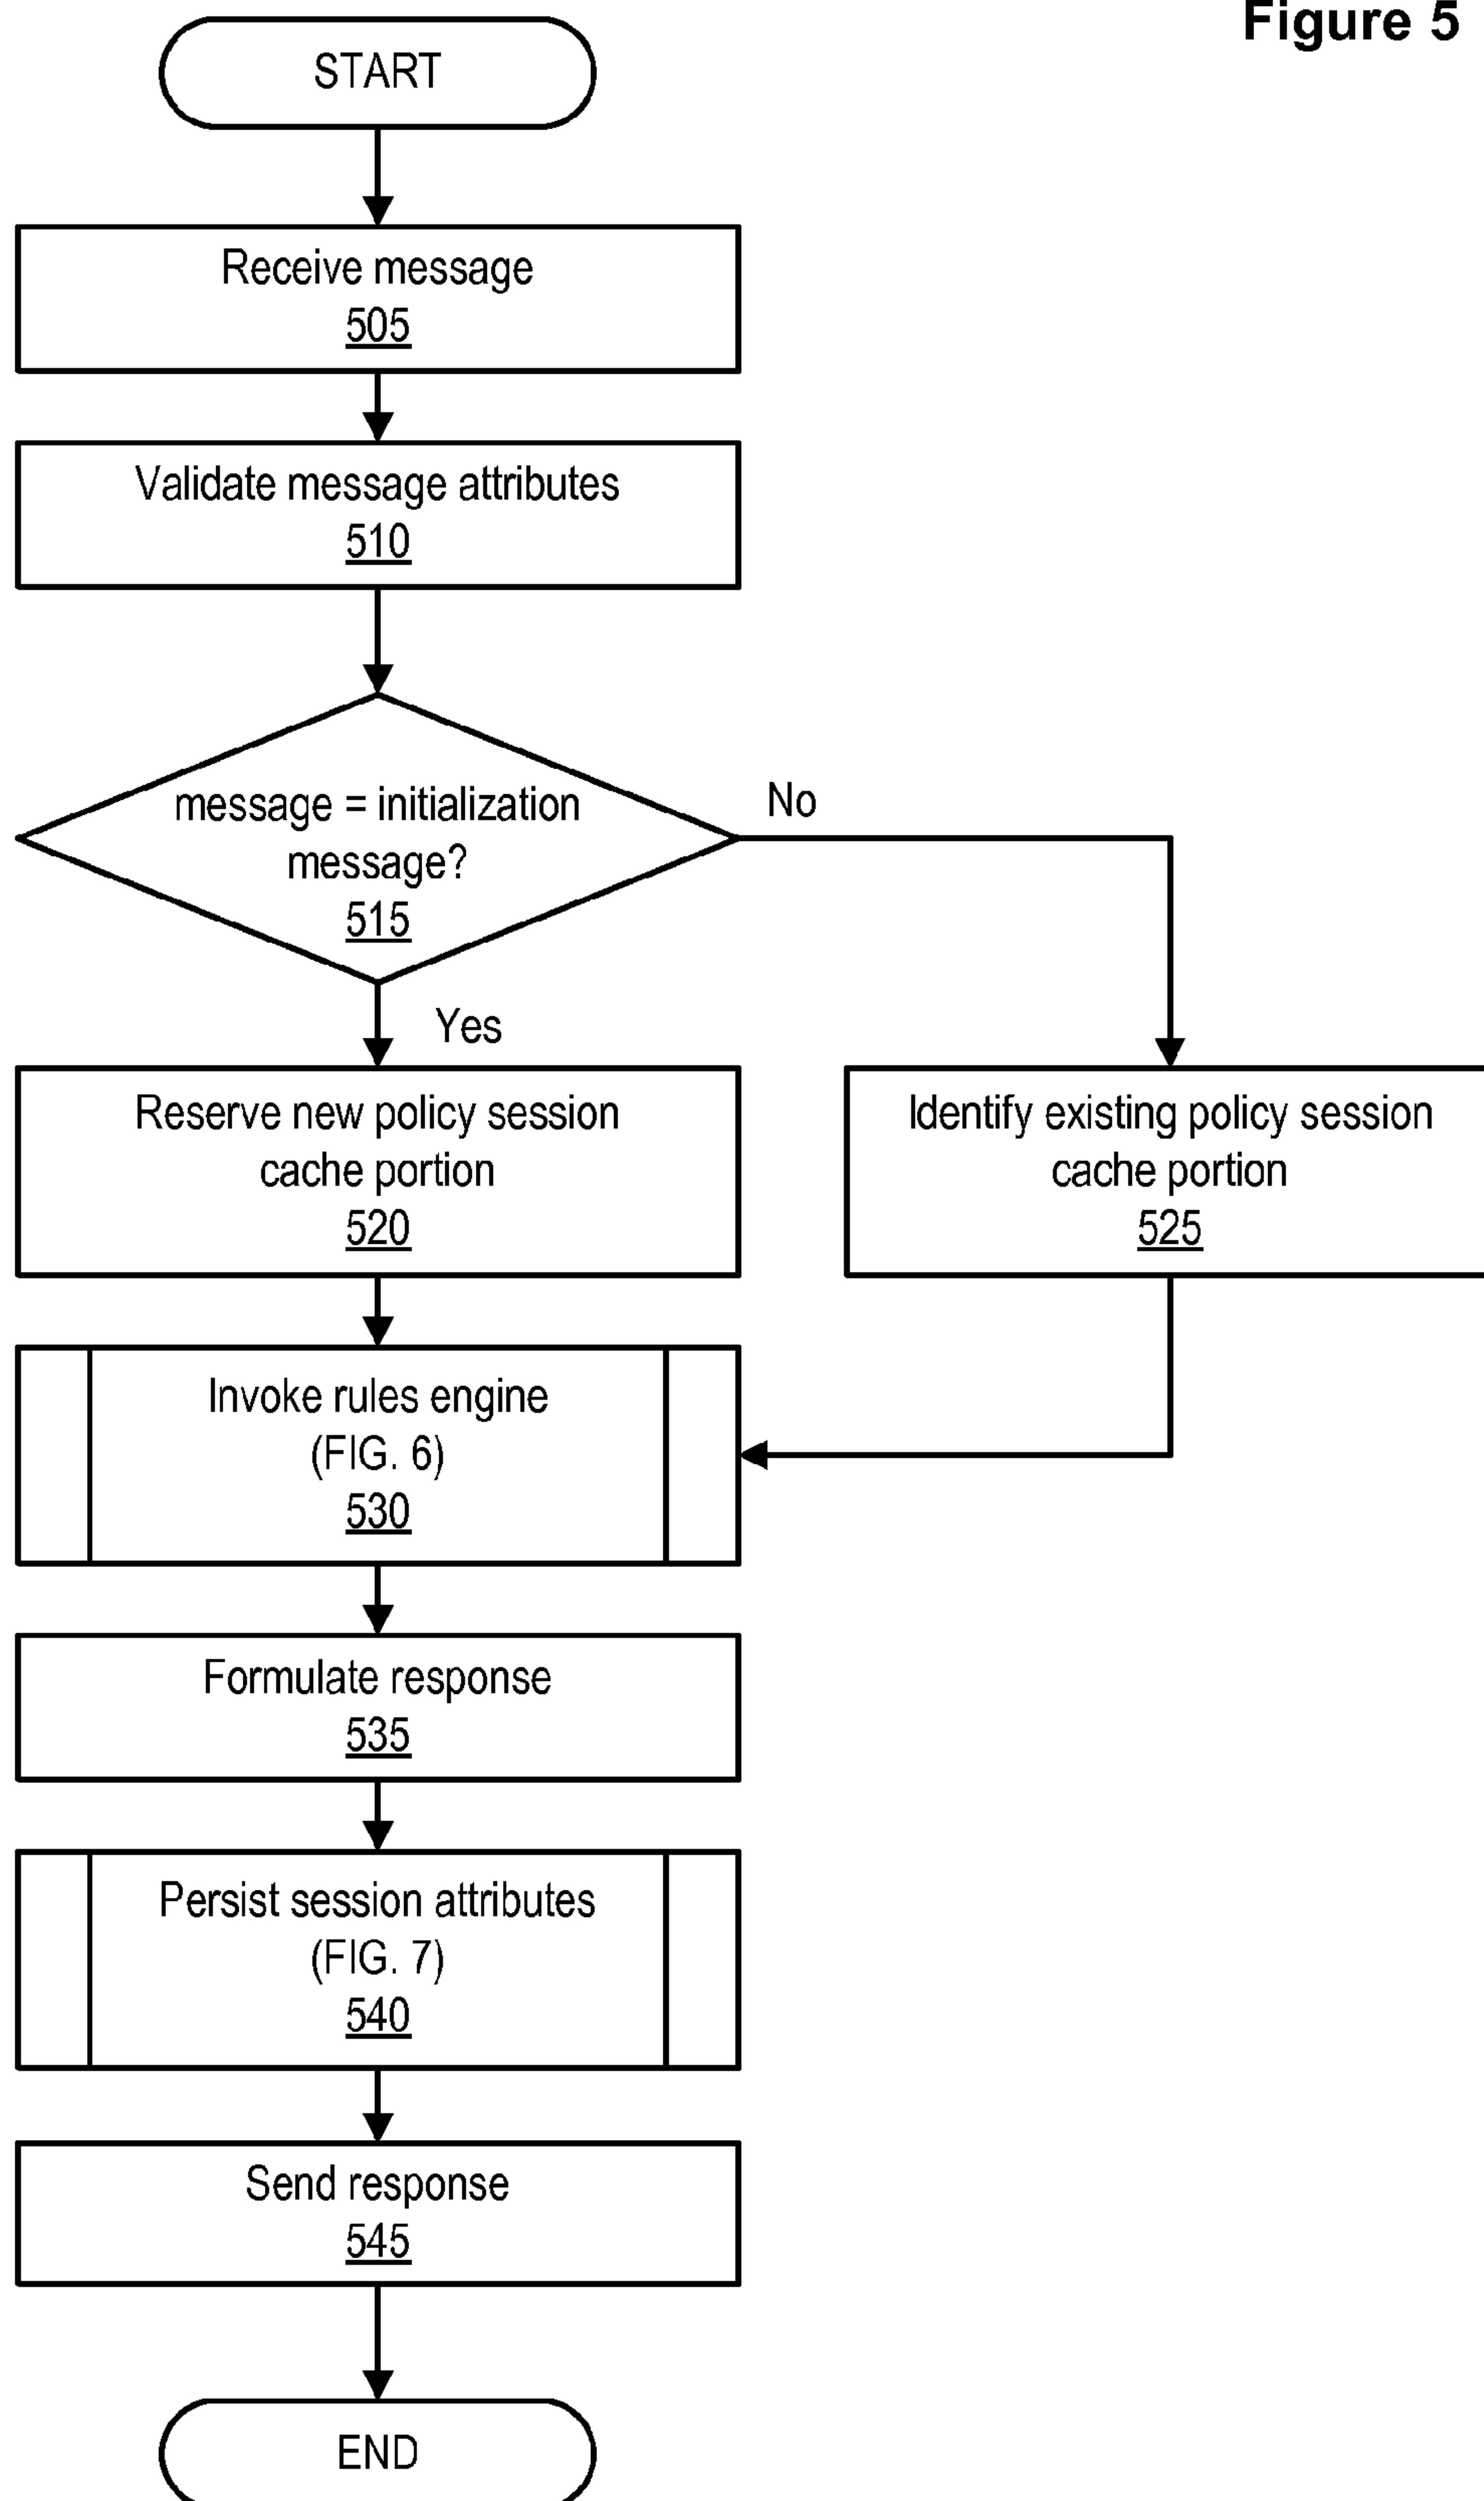 Figure 5
START
Receive message
505
Validate message attributes
510
message = initialization
message?
515
No
Yes
Reserve new policy session
cache portion
520
Identify existing policy session
cache portion
525
Invoke rules engine
(FIG. 6)
530
Formulate response
535
Persist session attributes
(FIG. 7)
540
Send response
545
END